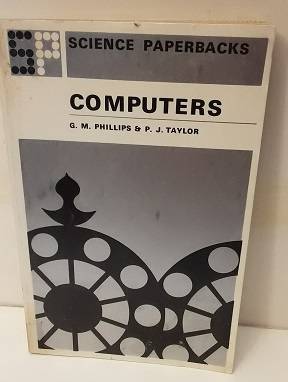 SP SCIENCE PAPERBACKS
COMPUTERS
G. M. PHILLIPS & P. J. TAYLOR